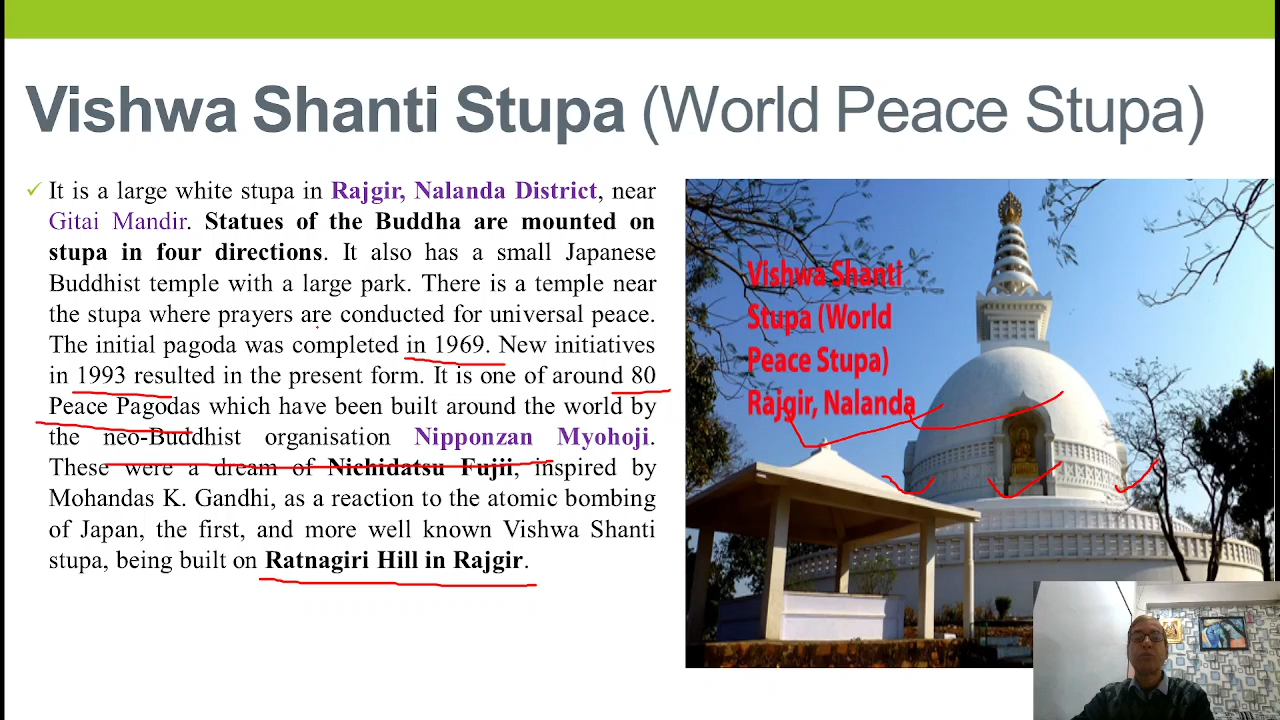 Vishwa Shanti Stupa (World Peace Stupa)
✓ It is a large white stupa in Rajgir, Nalanda District, near
Gitai Mandir. Statues of the Buddha are mounted on
stupa in four directions. It also has a small Japanese
Buddhist temple with a large park. There is a temple near
the stupa where prayers are conducted for universal peace.
The initial pagoda was completed in 1969. New initiatives
in 1993 resulted in the present form. It is one of around 80
Peace Pagodas which have been built around the world by
the neo-Buddhist organisation Nipponzan Myohoji.
These were a dream of Nichidatsu Fujii, inspired by
Mohandas K. Gandhi, as a reaction to the atomic bombing
of Japan, the first, and more well known Vishwa Shanti
stupa, being built on Ratnagiri Hill in Rajgir.
Vishwa Shanti
Stupa (World
Peace Stupa)
Rajgir, Nalanda